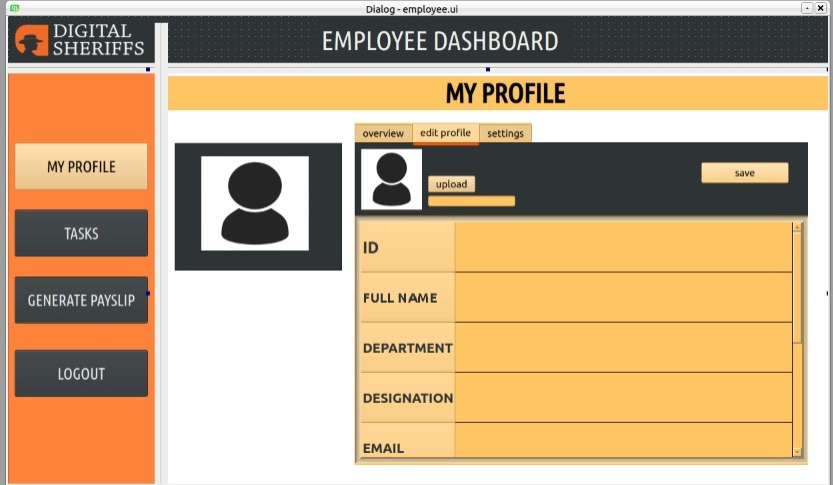 Dialog - employee.ui
DIGITAL
SHERIFFS
EMPLOYEE DASHBOARD
MY PROFILE
overview
edit profile
settings
MY PROFILE
upload
save
TASKS
ID
GENERATE PAYSLIP
FULL NAME
DEPARTMENT
LOGOUT
DESIGNATION
EMAIL